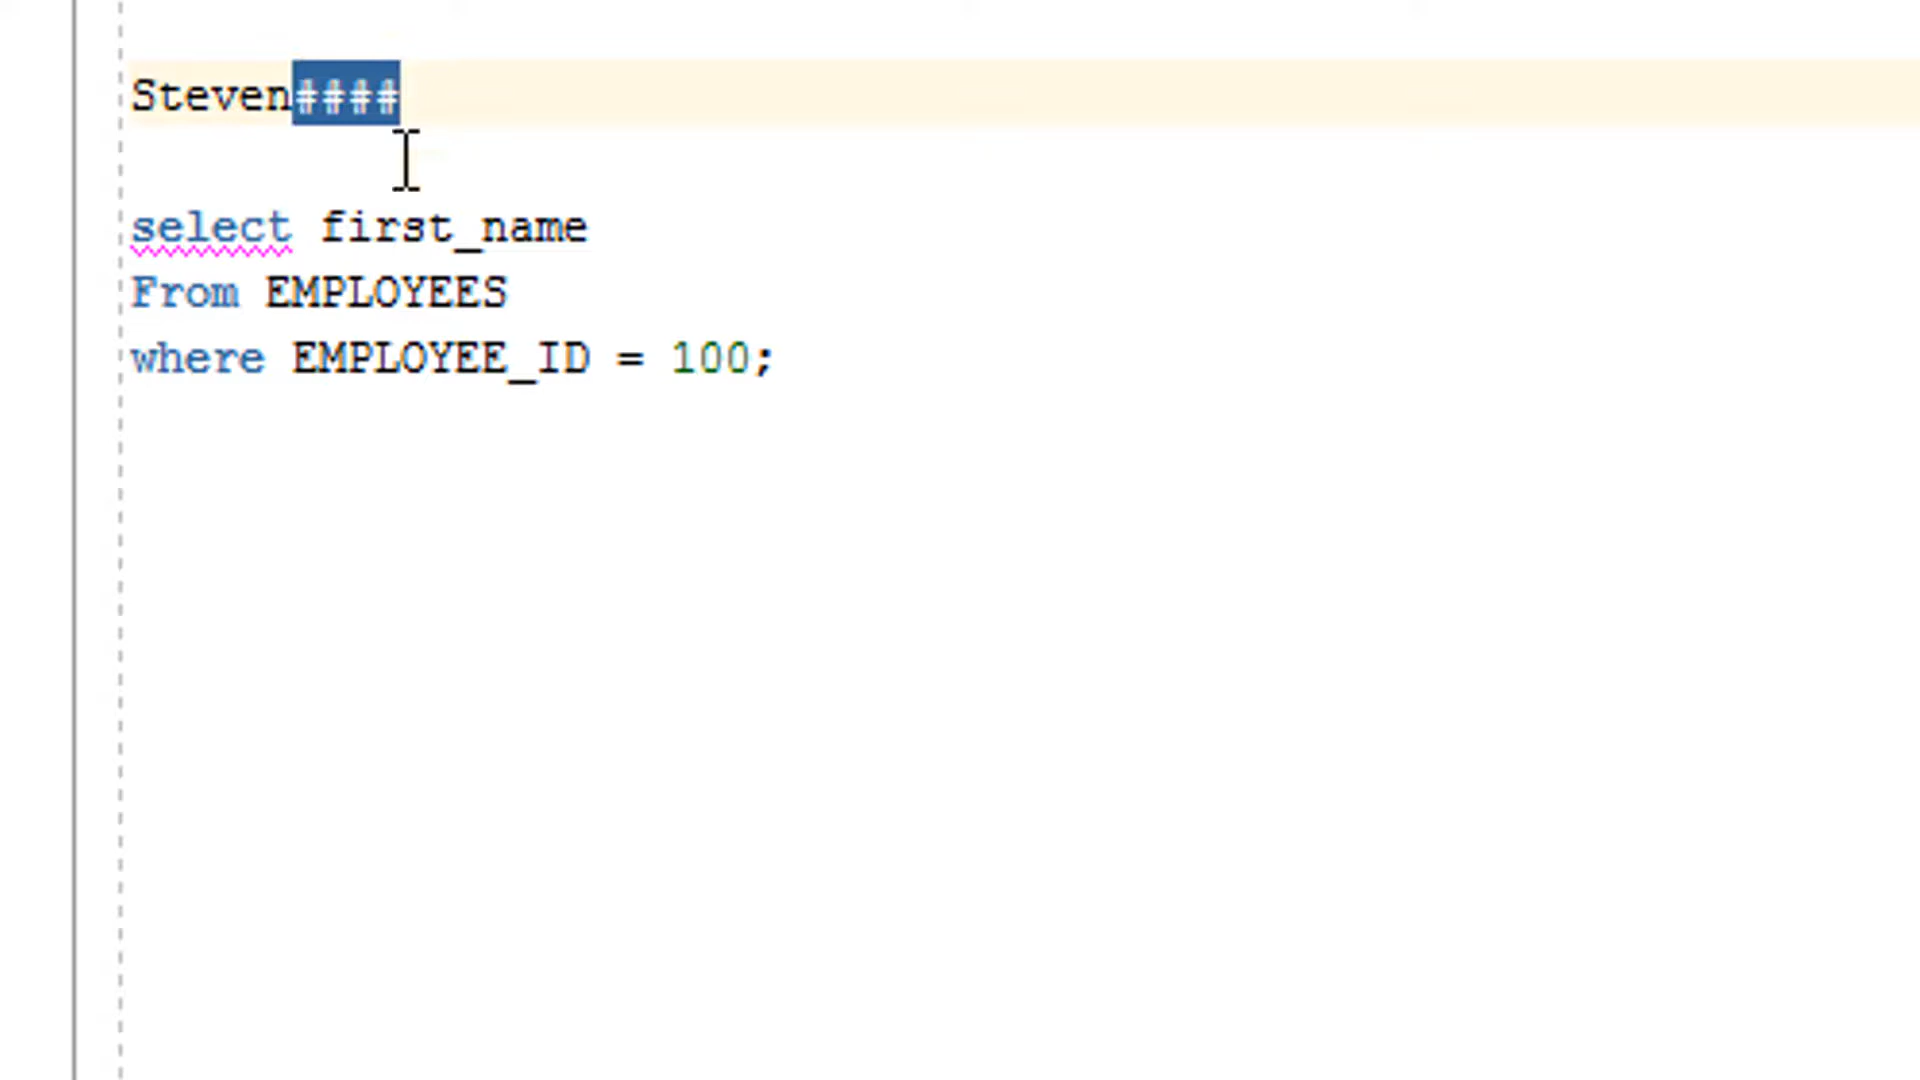 Steven####
select first_name
From EMPLOYEES
where EMPLOYEE_ID = 100;